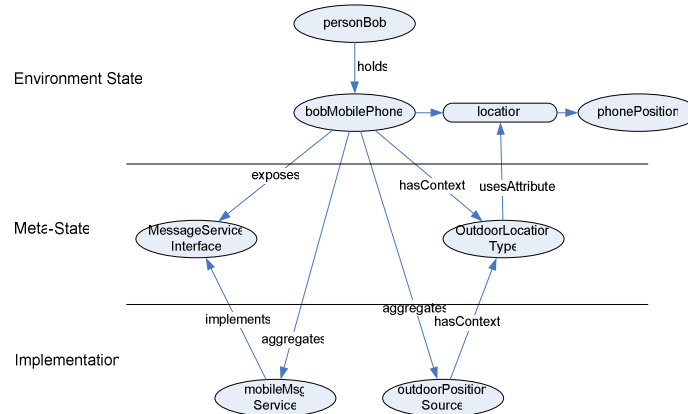 personBob
holds
Environment State
bobMobilePhone
location
phonePosition
exposes
hasContext
usesAttribute
Meta-State
MessageService
Interface
OutdoorLocation
Type
implements
aggregates
aggregates
hasContext
Implementation
mobileMsg
Service
outdoorPosition
Source